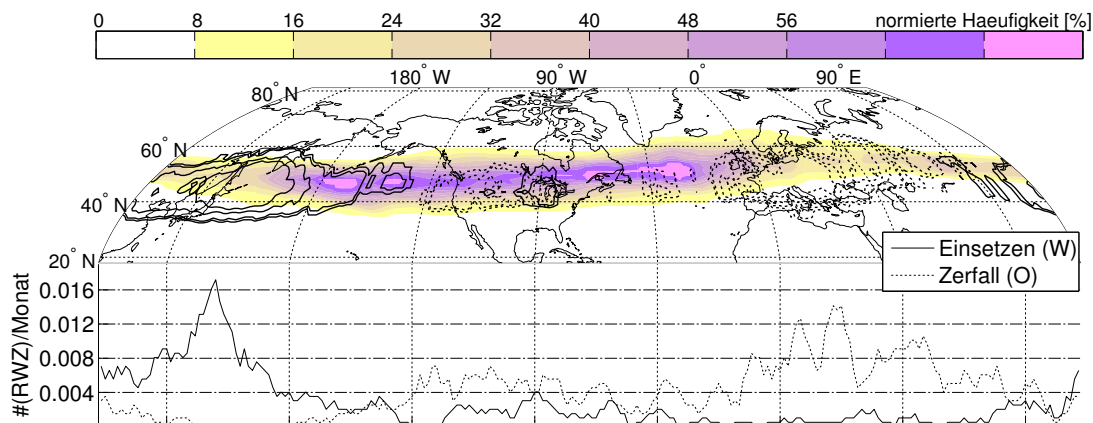 0 8 16 24 32 40 48 56 normierte Haeufigkeit [%]
180° W 90° W 0° 90° E
80° N
60° N
40° N
20° N
Einsetzen (W)
Zerfall (O)
#(RWZ)/Monat
0.016
0.012
0.008
0.004